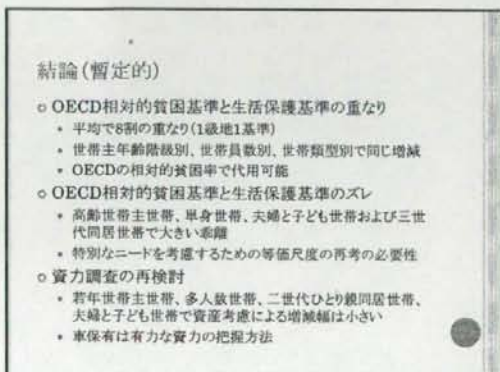 結論(暫定的)
OECD相対的貧困基準と生活保護基準の重なり
平均で8割の重なり(1級地1基準)
世帯主年齢階級別、世帯員数別、世帯類型別で同じ増減
OECDの相対的貧困率で代用可能
OECD相対的貧困基準と生活保護基準のズレ
高齢世帯主世帯、単身世帯、夫婦と子ども世帯および三世
代同居世帯で大きい乖離
特別なニードを考慮するための等価尺度の再考の必要性
資力調査の再検討
若年世帯主世帯、多人数世帯、二世代ひとり親同居世帯、
夫婦と子ども世帯で資産考慮による増減幅は小さい
車保有は有力な資力の把握方法